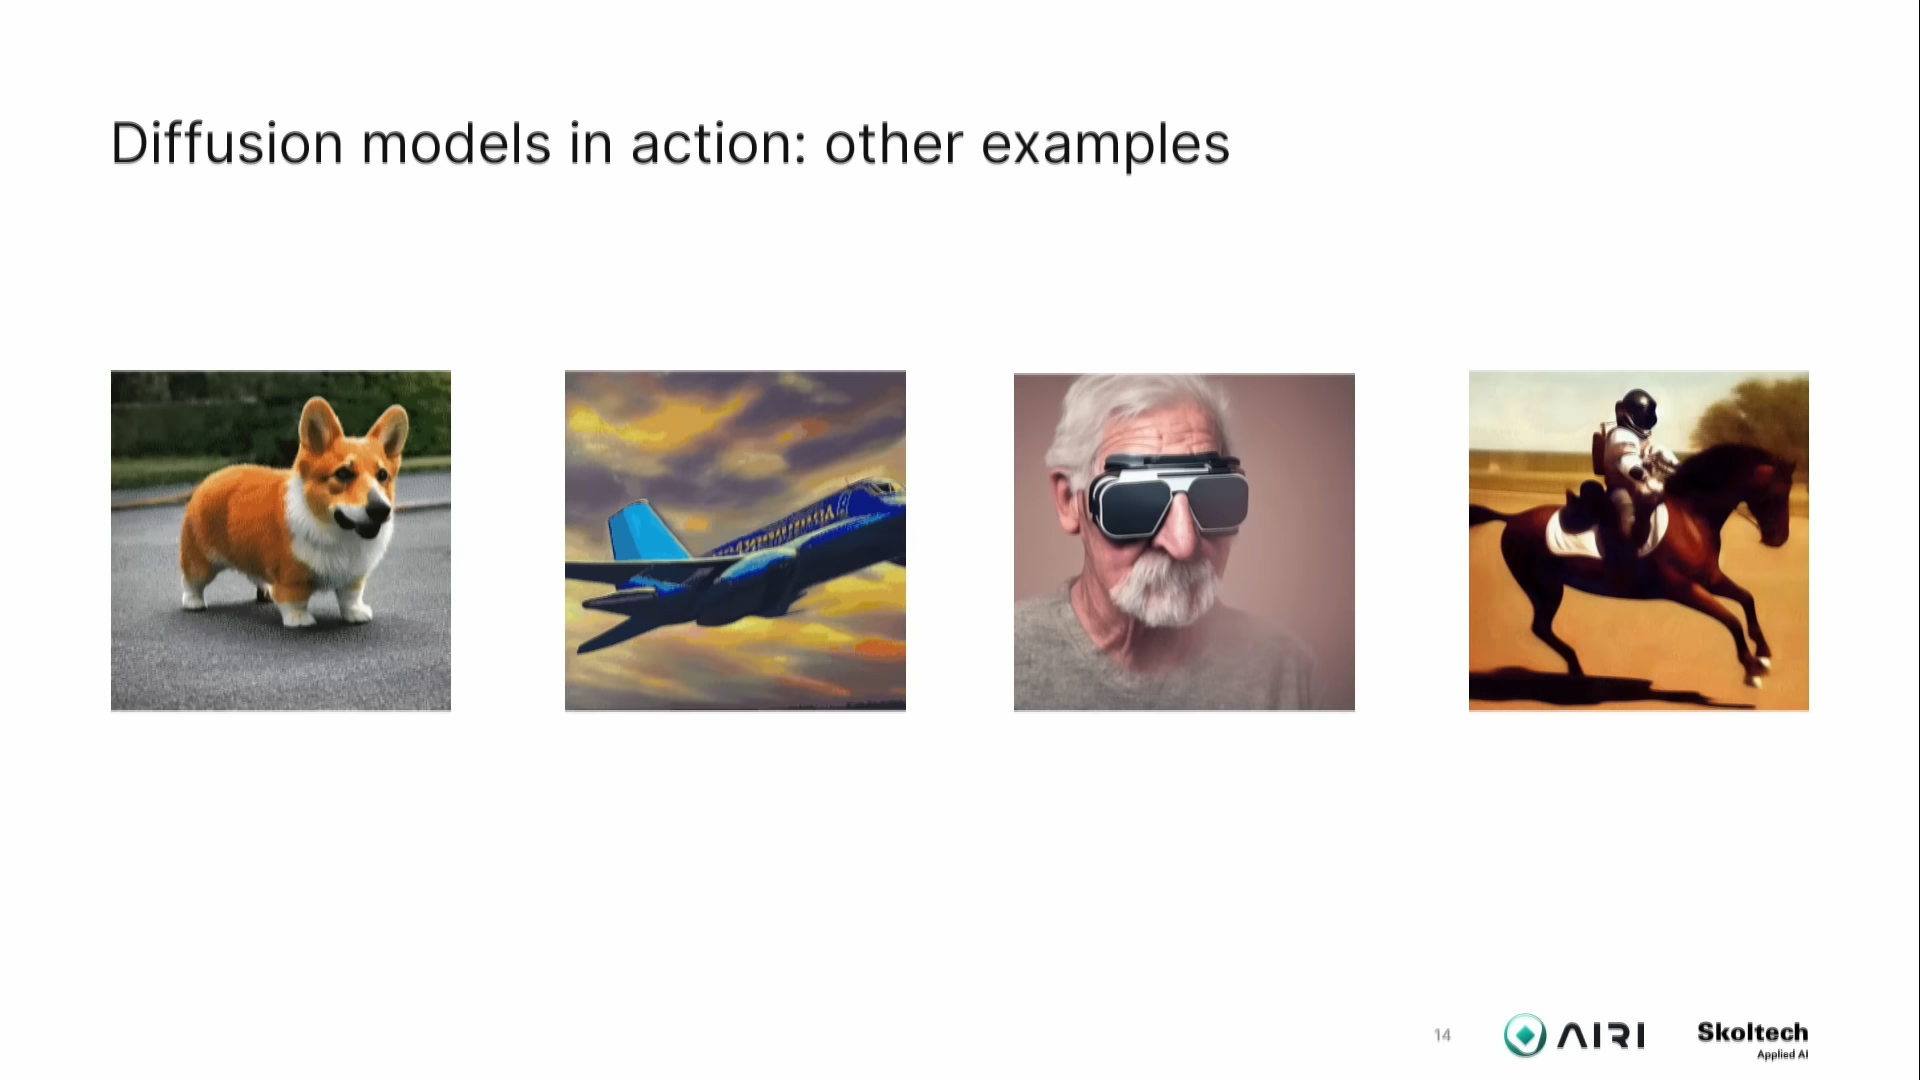 Diffusion models in action: other examples
14
AIRI
Skoltech
Applied AI